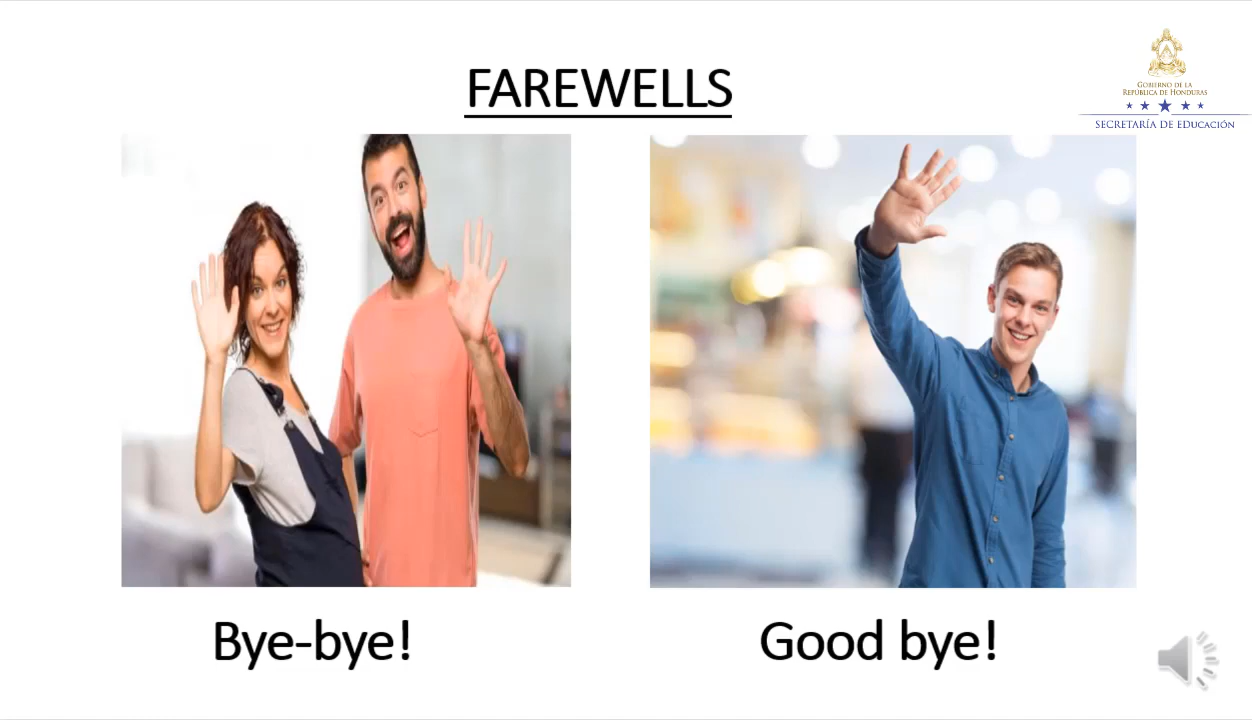 FAREWELLS
GOBIERNO DE LA
REPÚBLICA DE HONDURAS
SECRETARÍA DE EDUCACIÓN
Bye-bye!
Good bye!